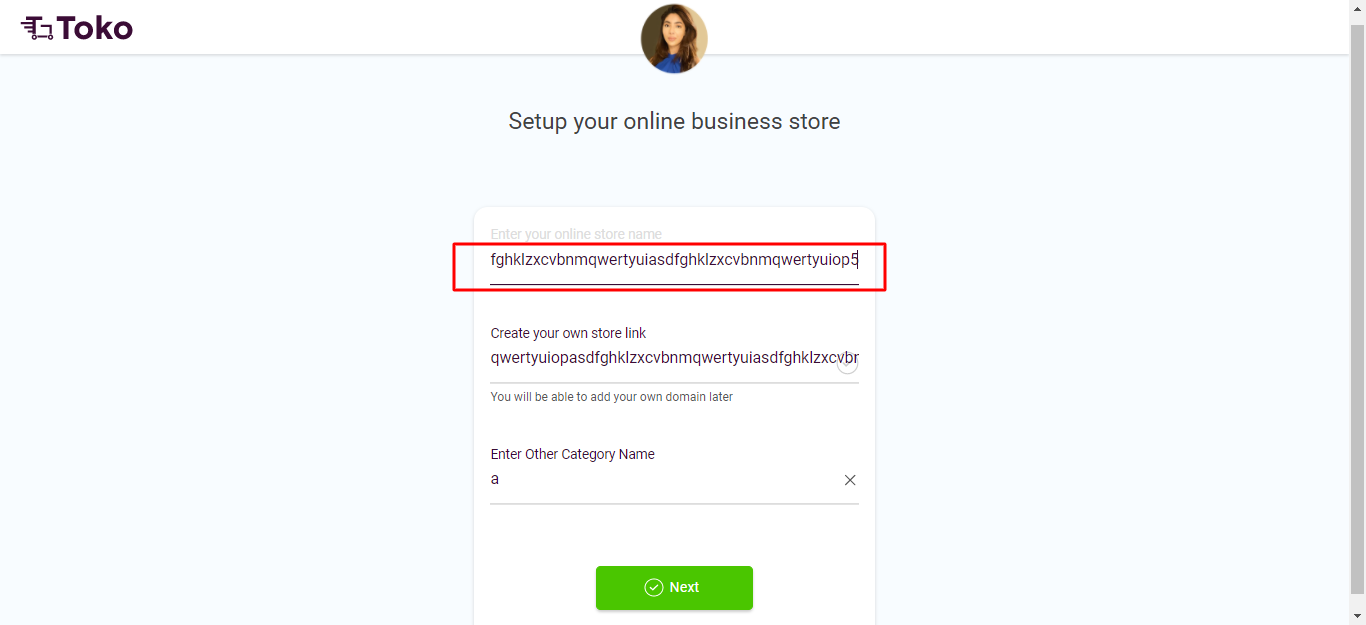 Toko
Setup your online business store
Enter your online store name
fghklzxcvbnmqwertyuiasdfghklzxcvbnmqwertyuiop5
Create your own store link
qwertyuiopasdfghklzxcvbnmqwertyuiasdfghklzxcvbn
You will be able to add your own domain later
Enter Other Category Name
a
Next